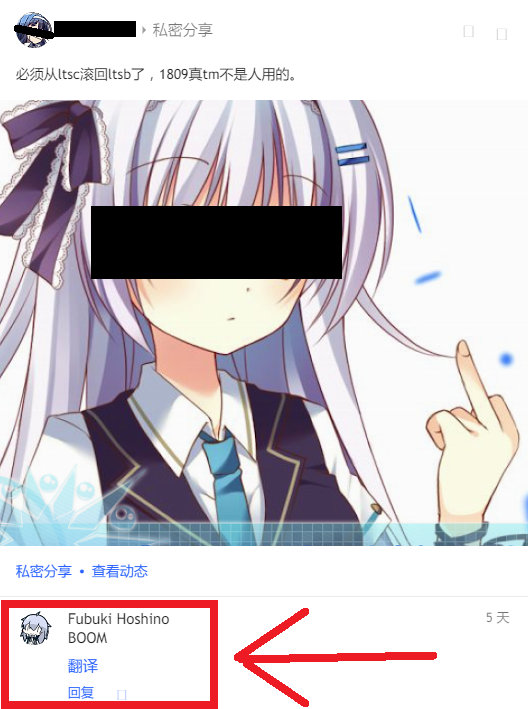 私密分享
必须从ltsc滚回ltsb了，1809真tm不是人用的。
私密分享 • 查看动态
Fubuki Hoshino
5 天
BOOM
翻译
回复